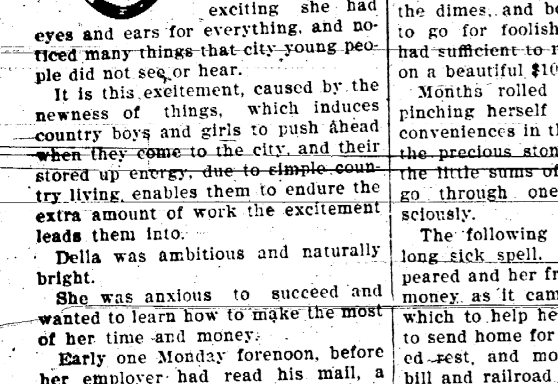 exciting she had
eyes and ears for everything, and no-
ticed many things that city young peo-
ple did not see or hear.
It is this exeitement, caused by the
newness of things, which induces
country boys and girls to push ahead
when they come to the city, and their
stored up energy, due to simple coun-
try living, enables them to endure the
extra amount of work the excitement
leads them into.
Della was ambitious and naturally
bright.
She was anxious to succeed and
wanted to learn how to make the most
of her time and money.
Early one Monday forenoon, before
her employer had read his mail, a
the dimes, and
to go for foolish
had sufficient to
on a beautiful
Months rolled
pinching herself
conveniences in
the precious
the little sums of
go through one
sciously.
The following
long sick spell.
peared and her
money as it
which to help
to send home for
ed rest, and
bill and railroad